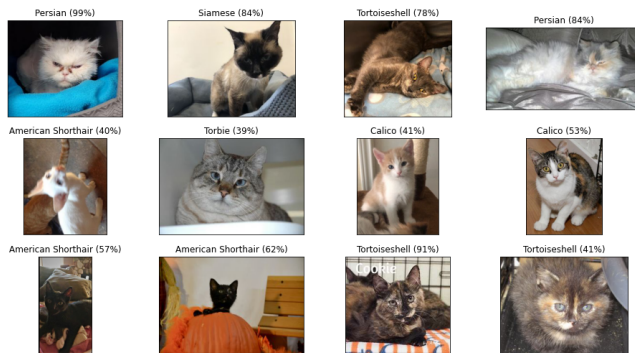 Persian (99%)
Siamese (84%)
Tortoiseshell (78%)
Persian (84%)
American Shorthair (40%)
Torbie (39%)
Calico (41%)
Calico (53%)
American Shorthair (57%)
American Shorthair (62%)
Tortoiseshell (91%)
Tortoiseshell (41%)
Cookie